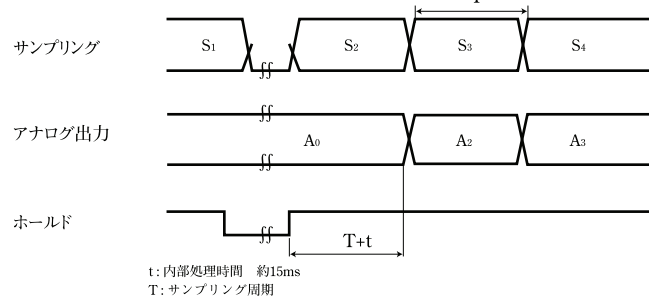 サンプリング S1 S2 S3 S4
アナログ出力 A0 A2 A3
ホールド
T+t
t : 内部処理時間 約15ms
T : サンプリング周期